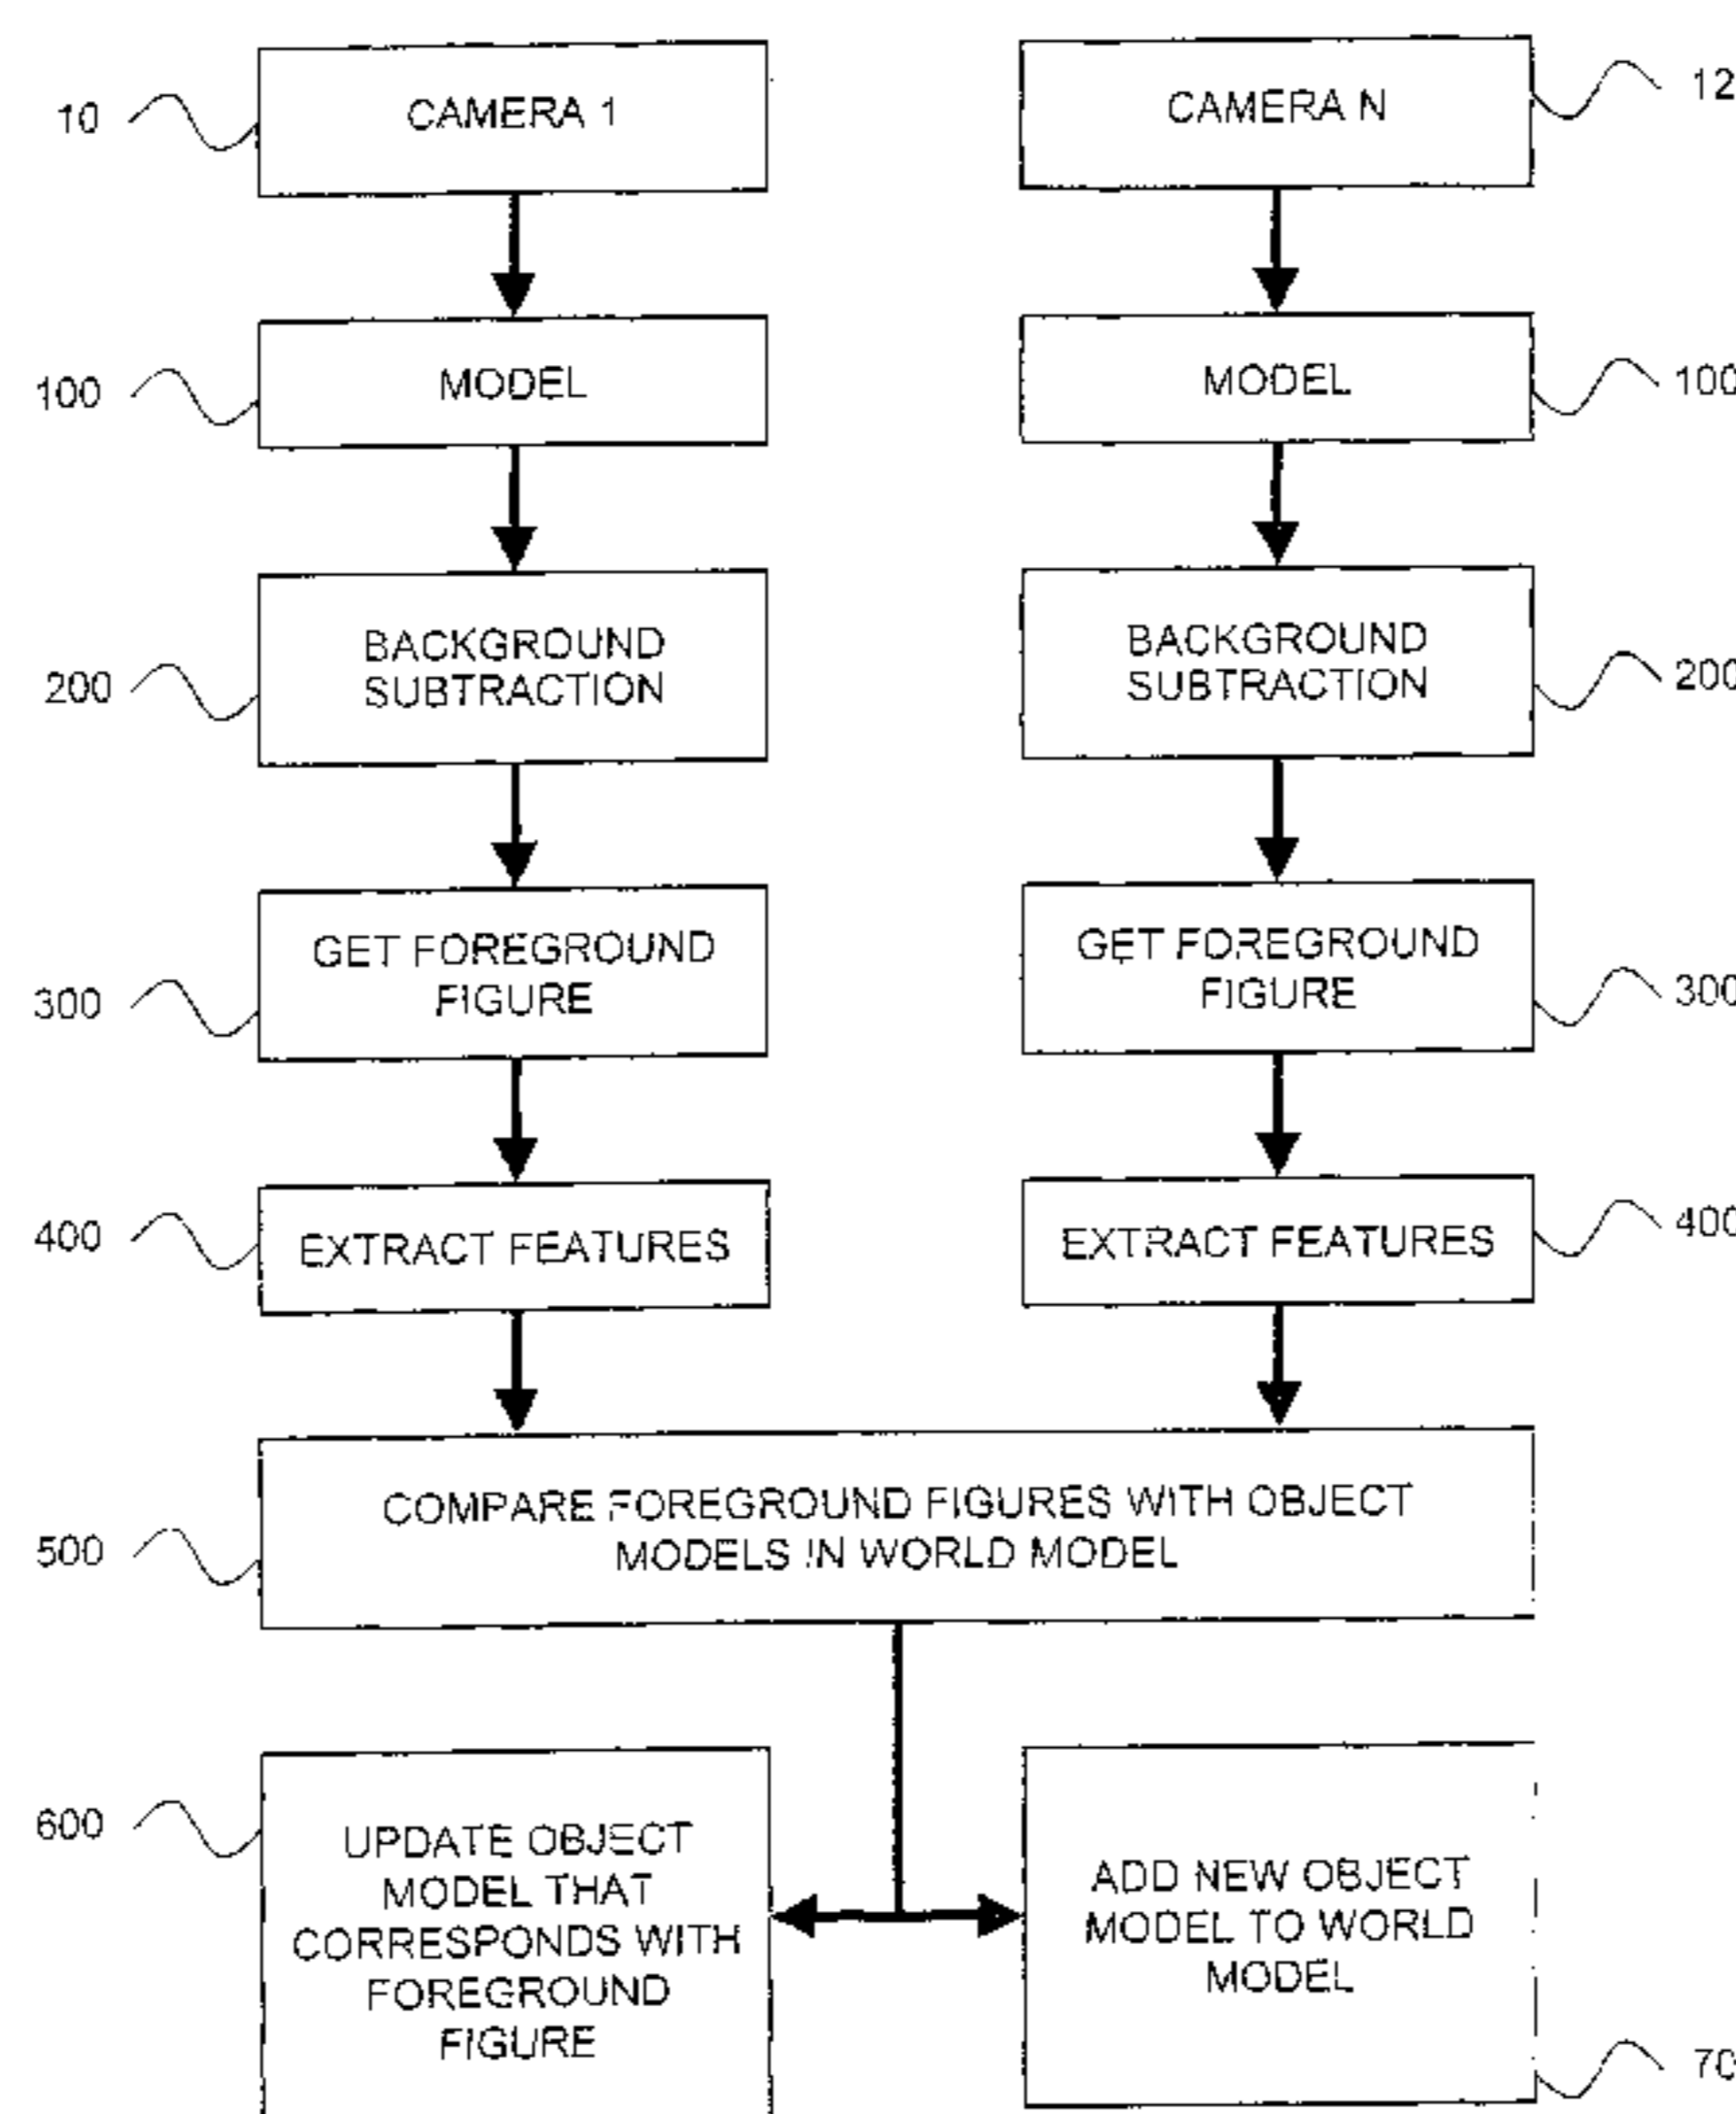 10
CAMERA 1
CAMERA N
12
100
MODEL
MODEL
100
200
BACKGROUND
SUBTRACTION
BACKGROUND
SUBTRACTION
200
300
GET FOREGROUND
FIGURE
GET FOREGROUND
FIGURE
300
400
EXTRACT FEATURES
EXTRACT FEATURES
400
500
COMPARE FOREGROUND FIGURES WITH OBJECT
MODELS IN WORLD MODEL
600
UPDATE OBJECT
MODEL THAT
CORRESPONDS WITH
FOREGROUND
FIGURE
ADD NEW OBJECT
MODEL TO WORLD
MODEL